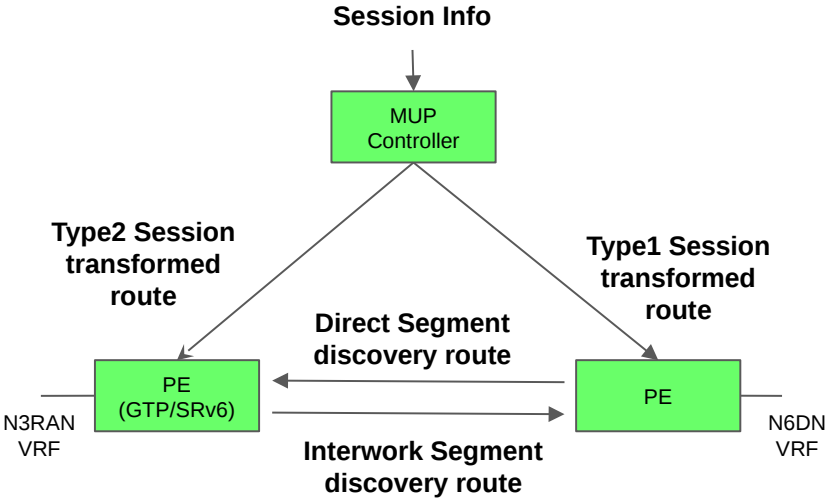 Session Info
MUP
Controller
Type2 Session
transformed
route
Type1 Session
transformed
route
Direct Segment
discovery route
PE
(GTP/SRv6)
PE
N3RAN
VRF
N6DN
VRF
Interwork Segment
discovery route